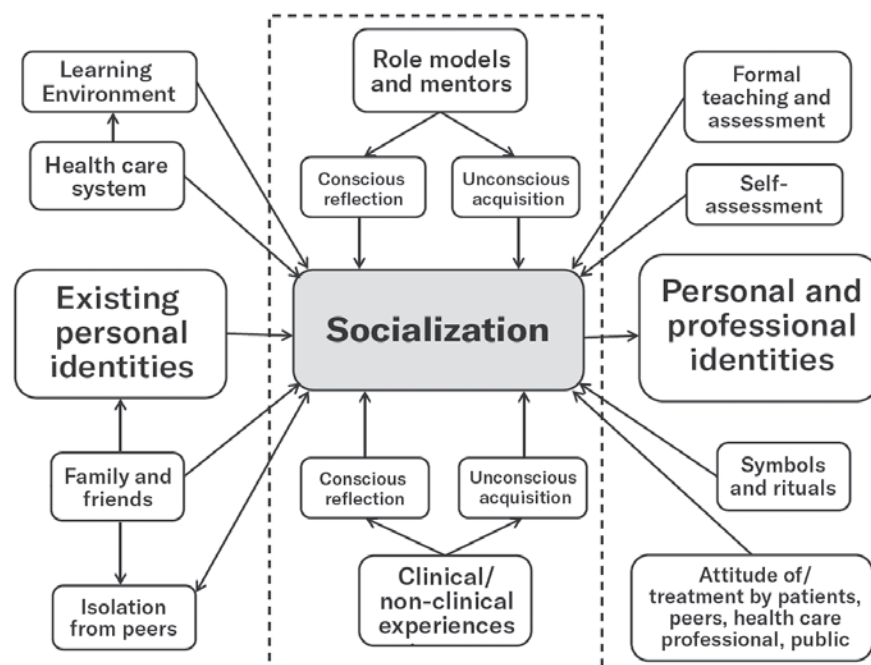 Learning
Environment
Health care
system
Role models
and mentors
Conscious
reflection
Unconscious
acquisition
Formal
teaching and
assessment
Self-
assessment
Existing
personal
identities
Socialization
Personal and
professional
identities
Family and
friends
Isolation
from peers
Conscious
reflection
Unconscious
acquisition
Clinical/
non-clinical
experiences
Symbols
and rituals
Attitude of/
treatment by patients,
peers, health care
professional, public